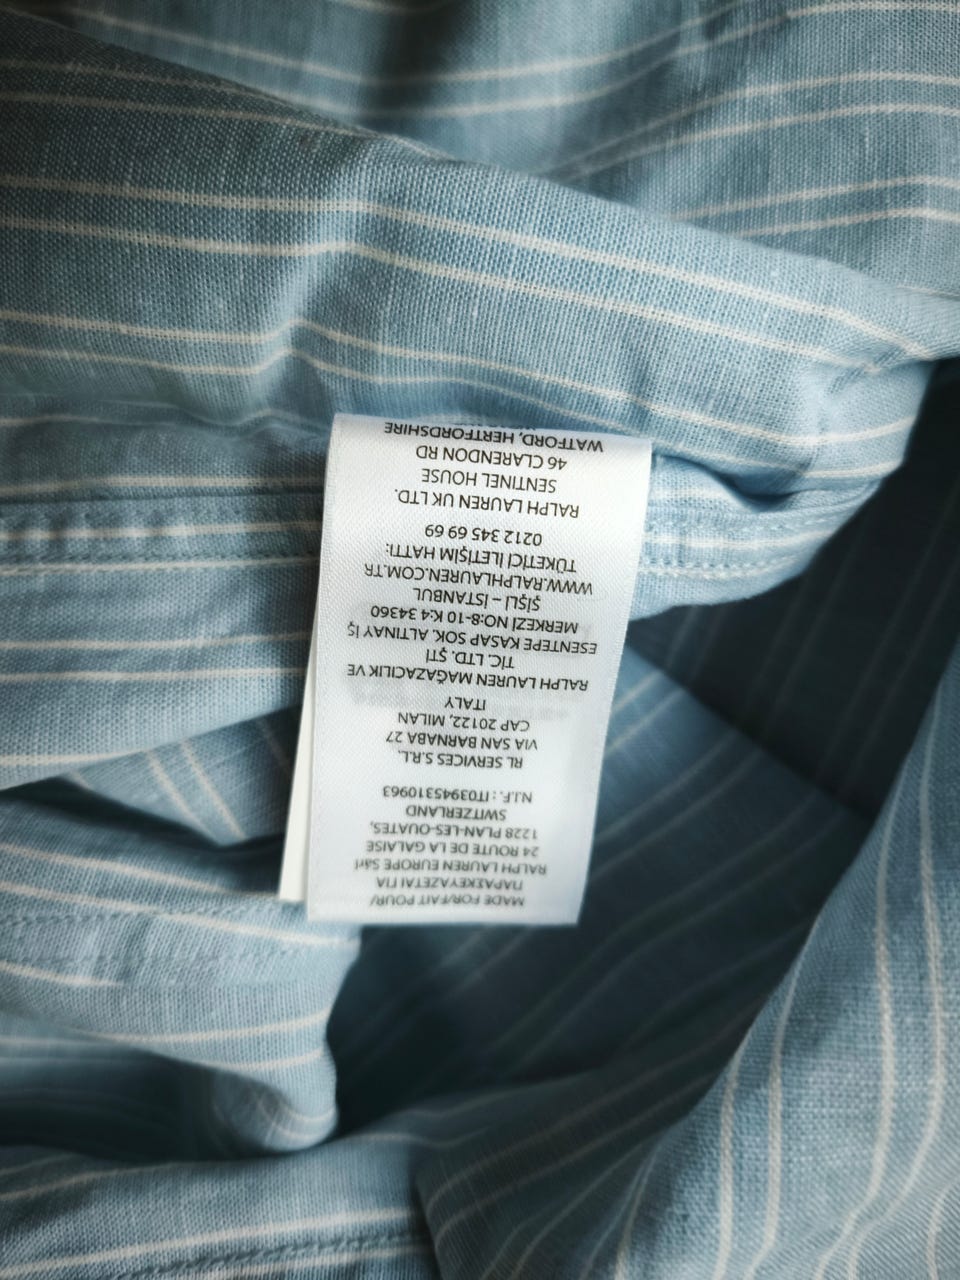 MADE FOR/FAIT POUR/
ΠΑΡΑΣΚΕΥΑΖΕΤΑΙ ΓΙΑ
RALPH LAUREN EUROPE Sàrl
24 ROUTE DE LA GALAISE
1228 PLAN-LES-OUATES,
SWITZERLAND
N.I.F. : IT03945310963
RL SERVICES S.R.L.
VIA SAN BARNABA 27
CAP 20122, MILAN
ITALY
RALPH LAUREN MAĞAZACILIK VE
TİC. LTD. ŞTİ
ESENTEPE KASAP SOK. ALTINAY İŞ
MERKEZİ NO:8-10 K:4 34360
ŞİŞLİ – İSTANBUL
WWW.RALPHLAUREN.COM.TR
TÜKETİCİ İLETİŞİM HATTI:
0212 345 69 69
RALPH LAUREN UK LTD.
SENTINEL HOUSE
46 CLARENDON RD
WATFORD, HERTFORDSHIRE